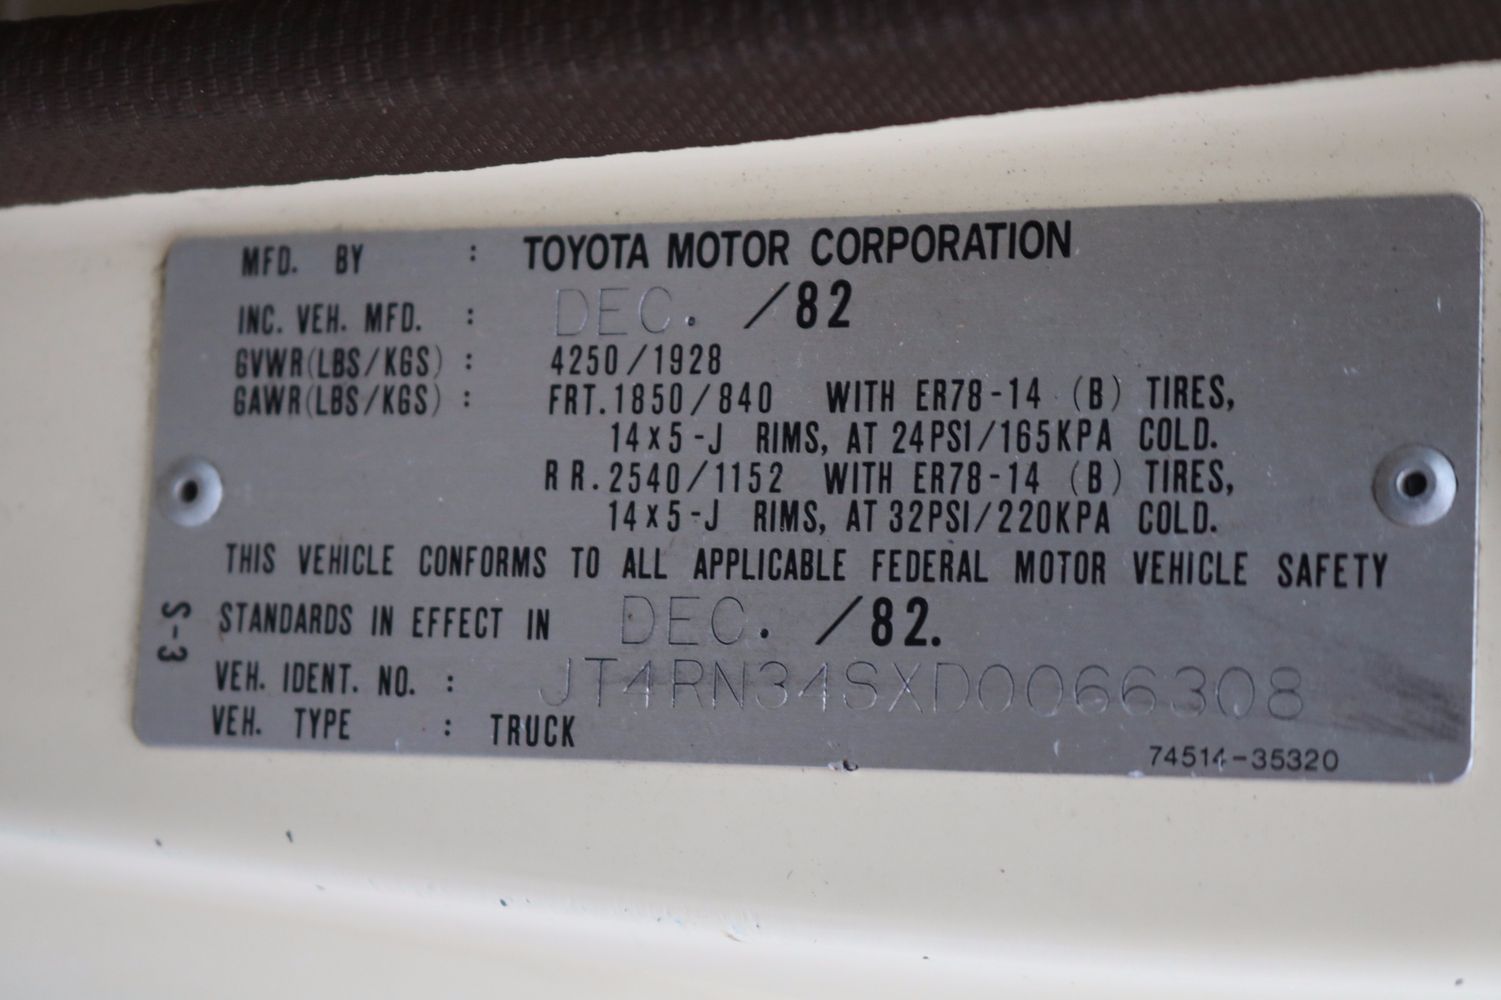 MFD. BY : TOYOTA MOTOR CORPORATION
INC. VEH. MFD. : DEC. /82
GVWR(LBS/KGS) : 4250/1928
GAWR(LBS/KGS) : FRT.1850/840 WITH ER78-14 (B) TIRES,
14x5-J RIMS, AT 24PSI/165KPA COLD.
RR.2540/1152 WITH ER78-14 (B) TIRES,
14x5-J RIMS, AT 32PSI/220KPA COLD.
THIS VEHICLE CONFORMS TO ALL APPLICABLE FEDERAL MOTOR VEHICLE SAFETY
STANDARDS IN EFFECT IN DEC. /82.
S-3
VEH. IDENT. NO. : JT4RN34SXD0066308
VEH. TYPE : TRUCK
74514-35320